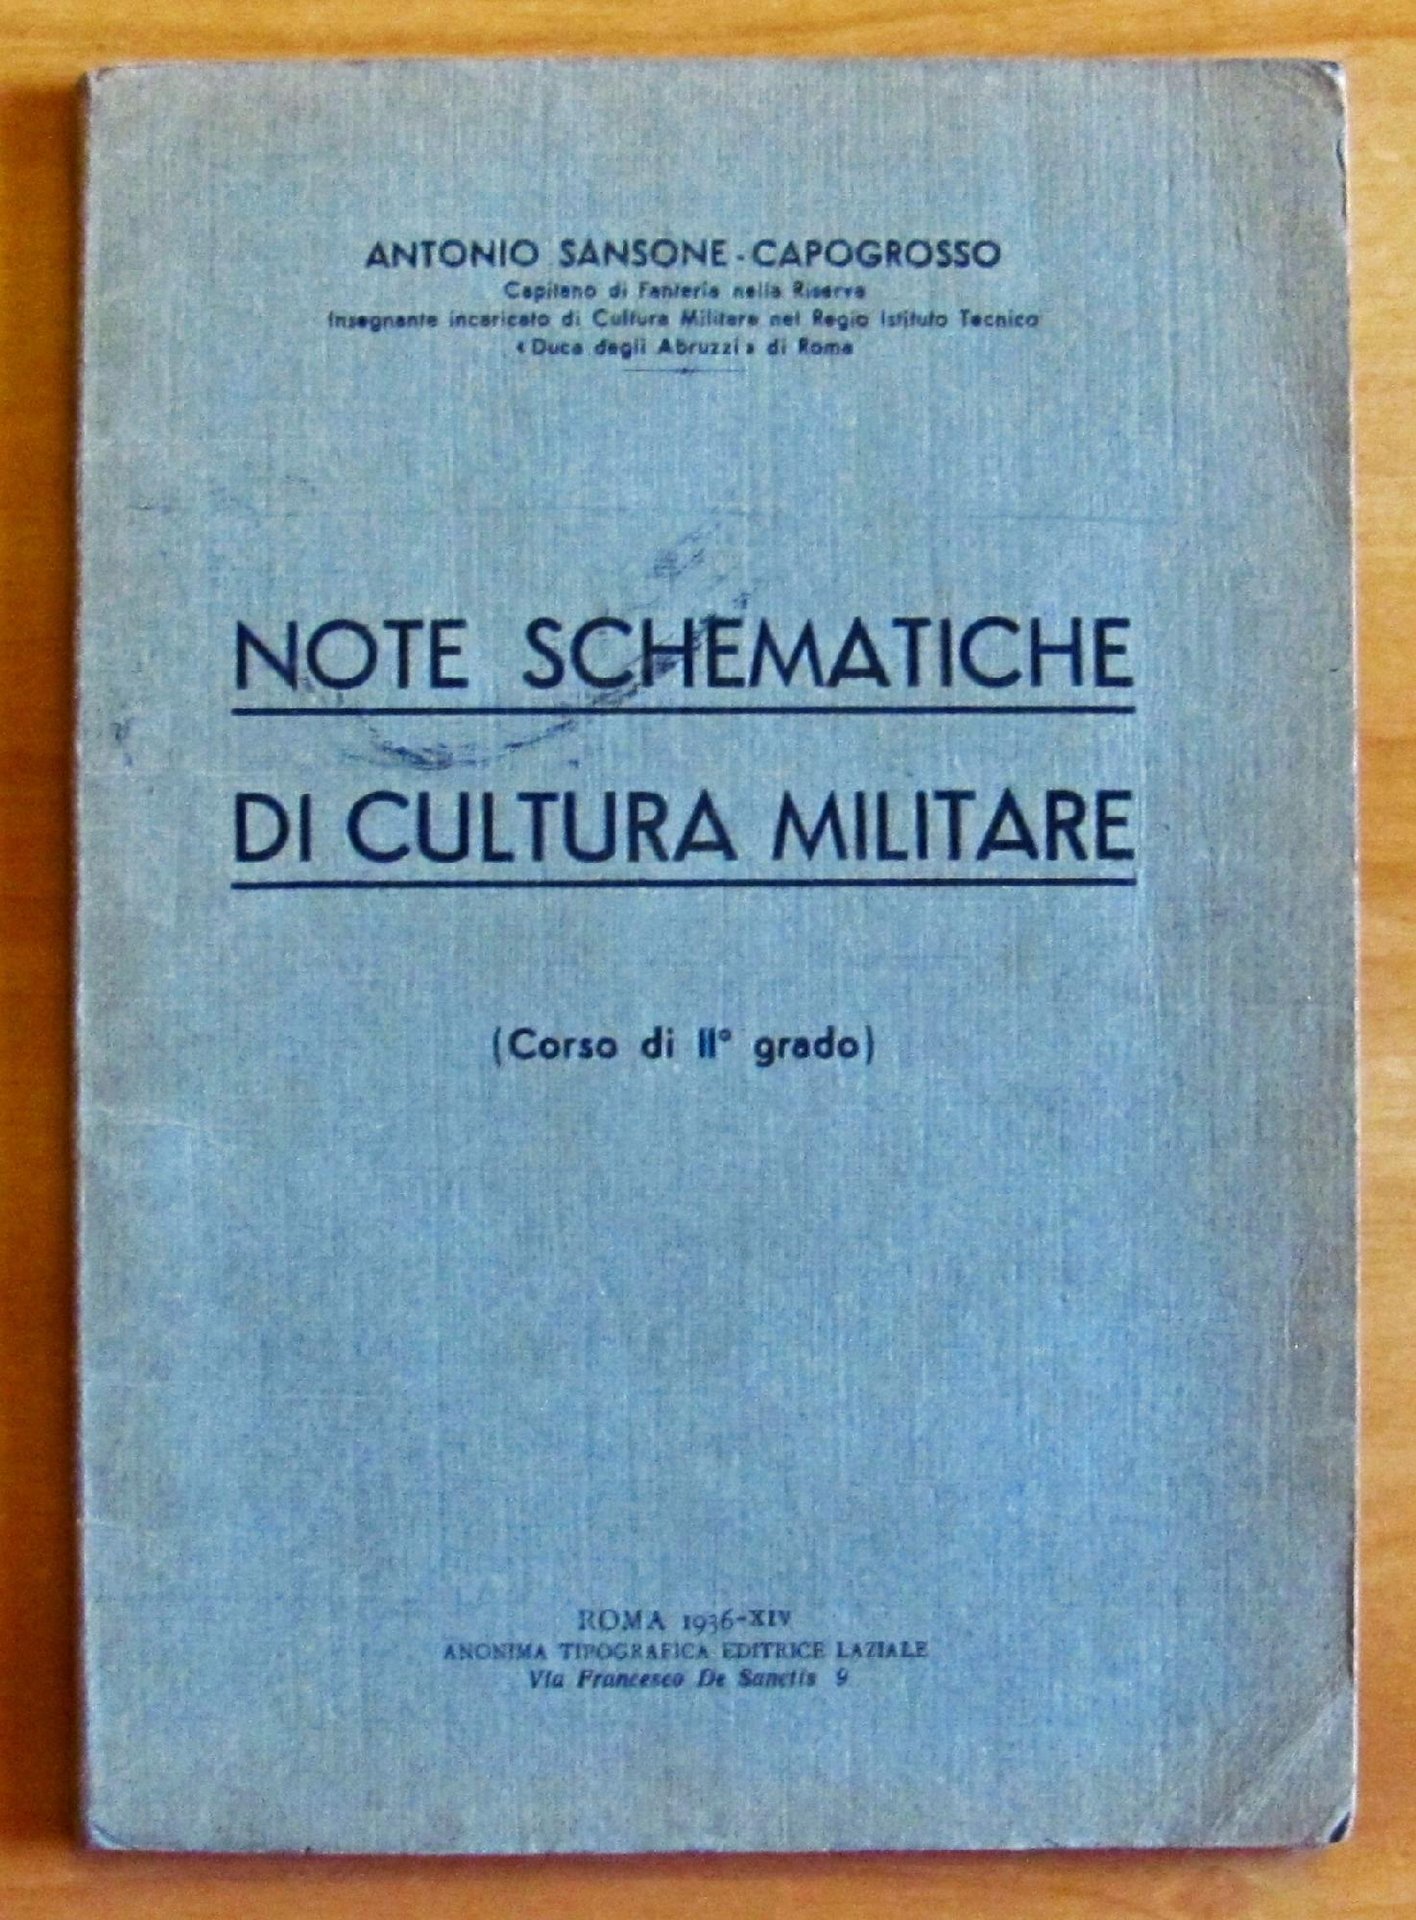 ANTONIO SANSONE - CAPOGROSSO
Capitano di Fanteria nella Riserva
Insegnante incaricato di Cultura Militare nel Regio Istituto Tecnico
« Duca degli Abruzzi » di Roma
NOTE SCHEMATICHE
DI CULTURA MILITARE
(Corso di II° grado)
ROMA 1936-XIV
ANONIMA TIPOGRAFICA EDITRICE LAZIALE
Via Francesco De Sanctis 9